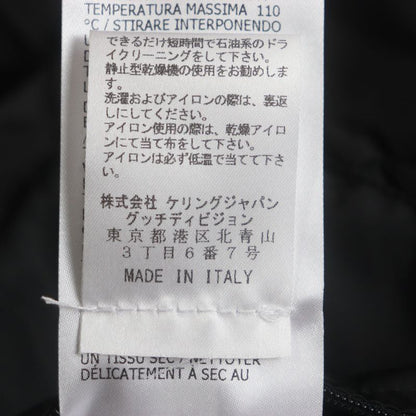 TEMPERATURA MASSIMA 110
°C / STIRARE INTERPONENDO
できるだけ短時間で石油系のドラ
イクリーニングをして下さい。
静止型乾燥機の使用をお勧めしま
す。
洗濯およびアイロンの際は、裏返
しにしてください。
アイロン使用の際は、乾燥アイロ
ンにて当て布をして下さい。
アイロンは必ず低温で当てて下さ
い。
株式会社 ケリングジャパン
グッチディビジョン
東京都港区北青山
3丁目6番7号
MADE IN ITALY
UN TISSU SEC / NETTOYER
DÉLICATEMENT À SEC AU